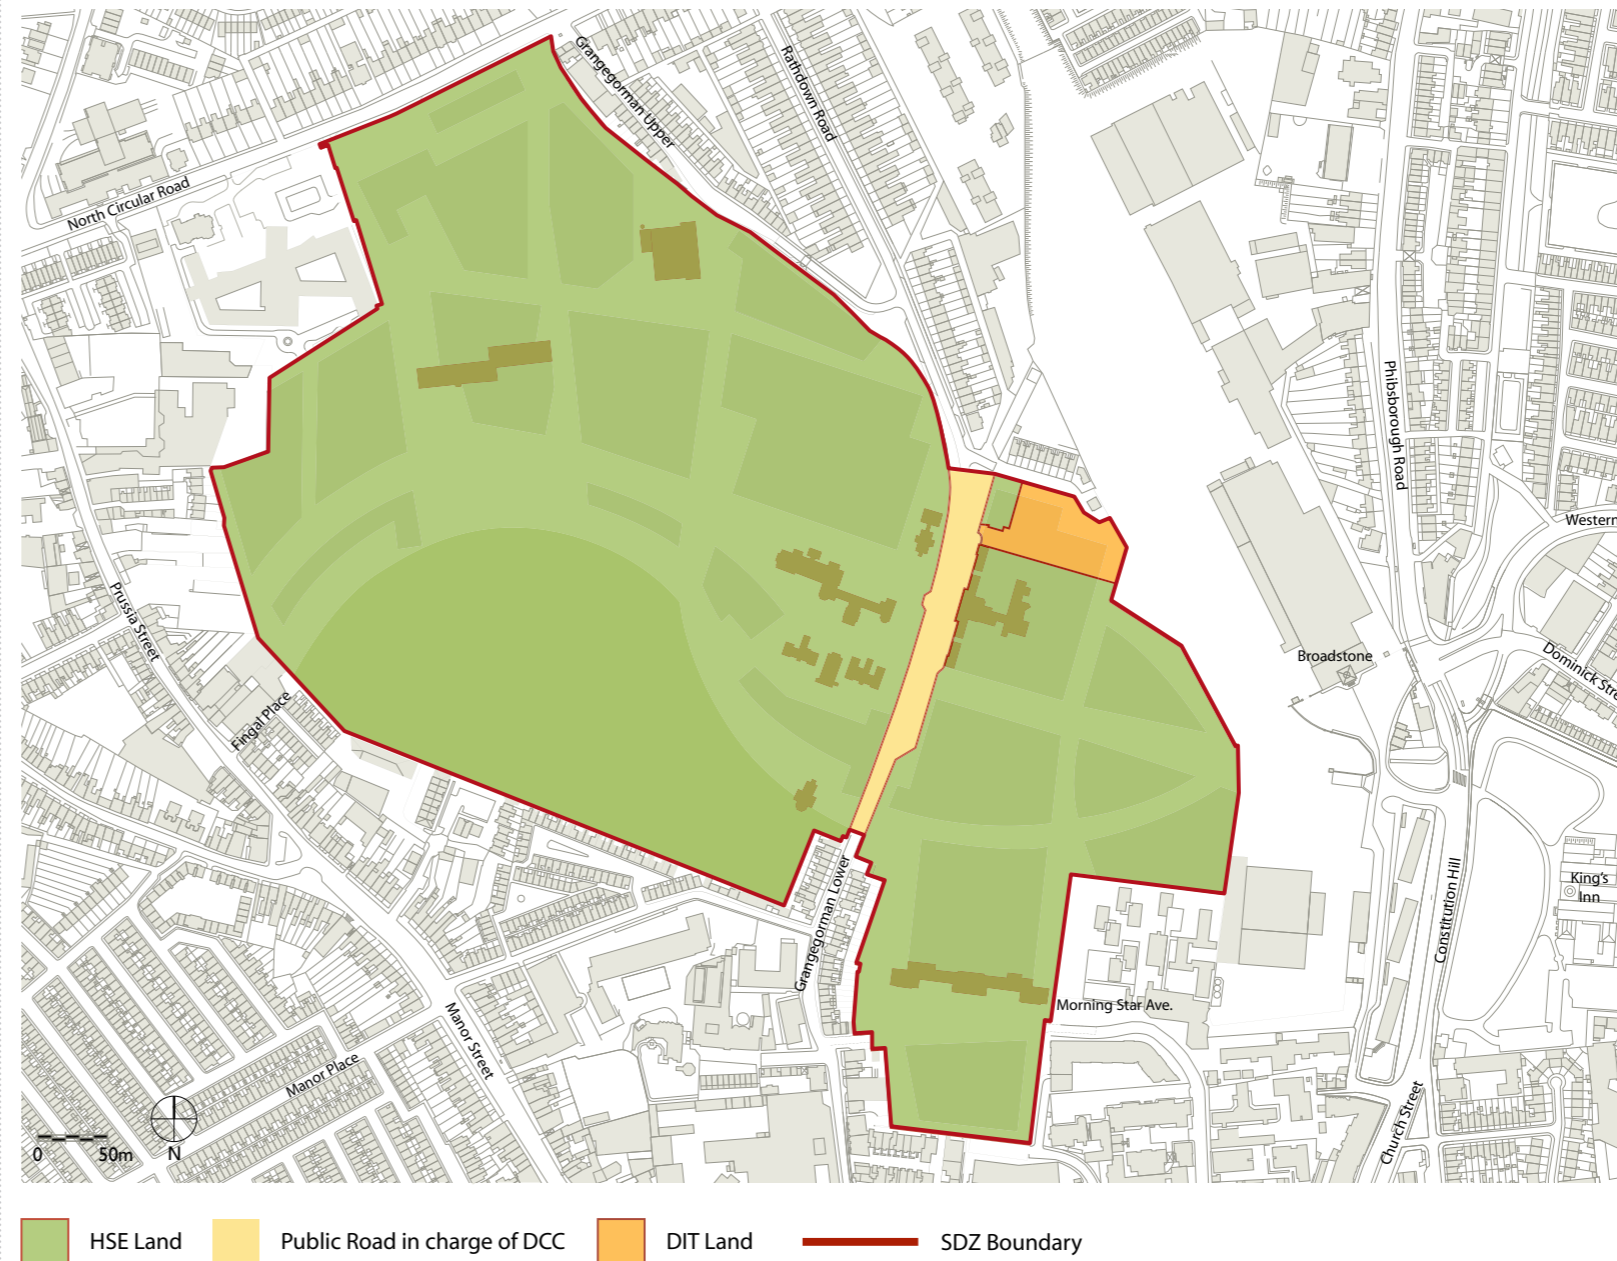 Grangegorman Upper
Rathdown Road
North Circular Road
Phibsborough Road
Western
Prussia Street
Broadstone
Dominick Stre
Fingal Place
Grangegorman Lower
Constitution Hill
King's
Inn
Morning Star Ave.
Manor Street
Manor Place
Church Street
0 50m
N
HSE Land
Public Road in charge of DCC
DIT Land
SDZ Boundary